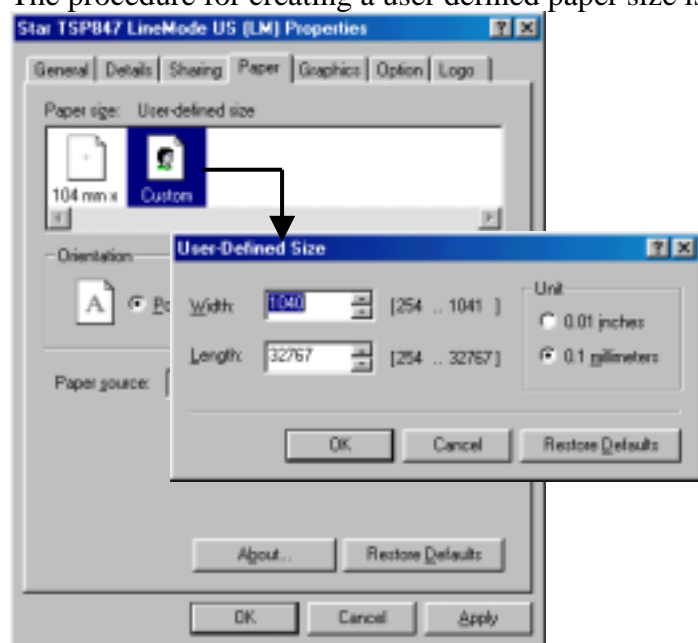 The procedure for creating a user defined paper size is
Star TSP847 LineMode US (LM) Properties
General Details Sharing Paper Graphics Option Logo
Paper size: User-defined size
104 mm x Custom
Orientation
A
User-Defined Size
Width: 1040 [254 .. 1041 ]
Length: 32767 [254 .. 32767]
Unit
0.01 inches
0.1 millimeters
Paper source:
OK Cancel Restore Defaults
About... Restore Defaults
OK Cancel Apply